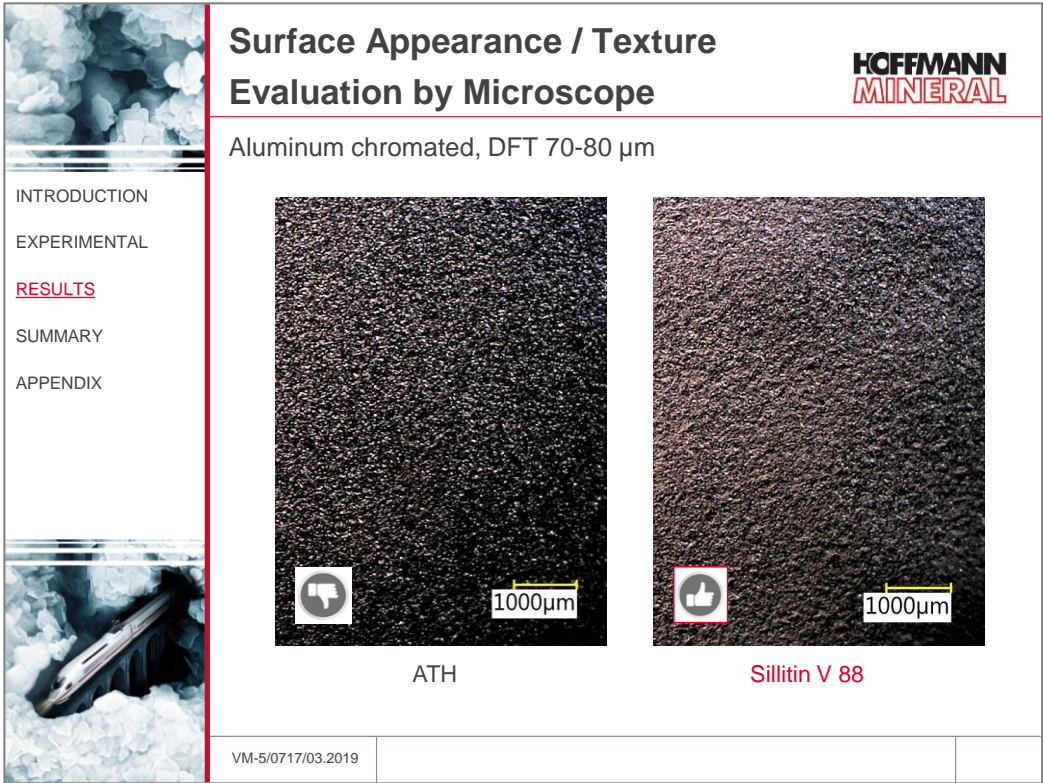 Surface Appearance / Texture
Evaluation by Microscope
HOFFMANN
MINERAL
Aluminum chromated, DFT 70-80 µm
INTRODUCTION
EXPERIMENTAL
RESULTS
SUMMARY
APPENDIX
1000µm
1000µm
ATH
Sillitin V 88
VM-5/0717/03.2019